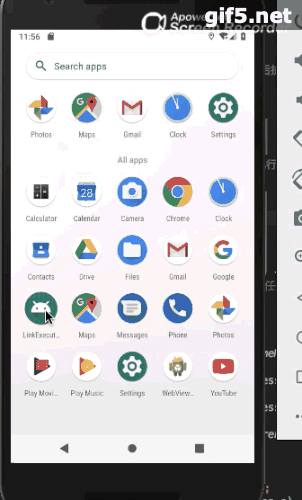 gif5.net
Apowe
Screen Recorder
11:56
Search apps
Photos Maps Gmail Clock Settings
All apps
Calculator Calendar Camera Chrome Clock
28
Contacts Drive Files Gmail Google
LinkExecut... Maps Messages Phone Photos
Play Movi... Play Music Settings WebView... YouTube